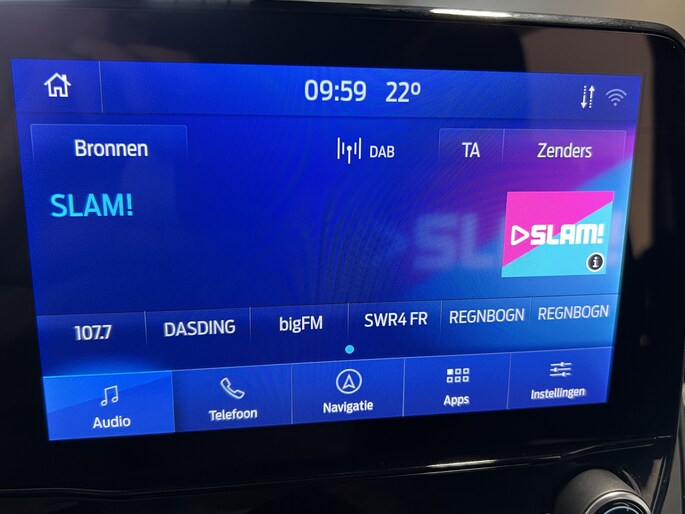 09:59 22°
Bronnen DAB TA Zenders
SLAM!
SLAM!
107.7 DASDING bigFM SWR4 FR REGNBOGN REGNBOGN
Audio Telefoon Navigatie Apps Instellingen